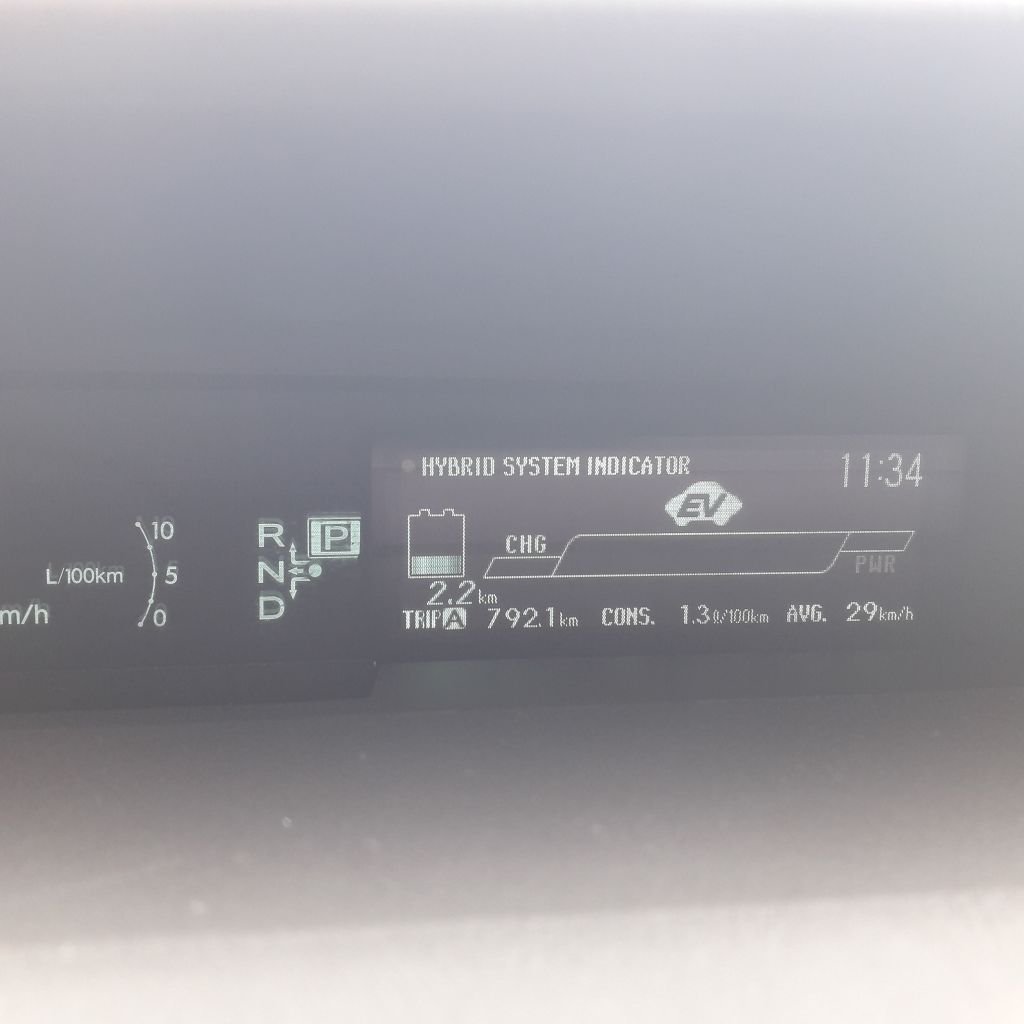 HYBRID SYSTEM INDICATOR 11:34
EV
10
R P
CHG
L/100km 5
N
PWR
2.2km
m/h 0
D
TRIP A 792.1km CONS. 1.3ℓ/100km AVG. 29km/h